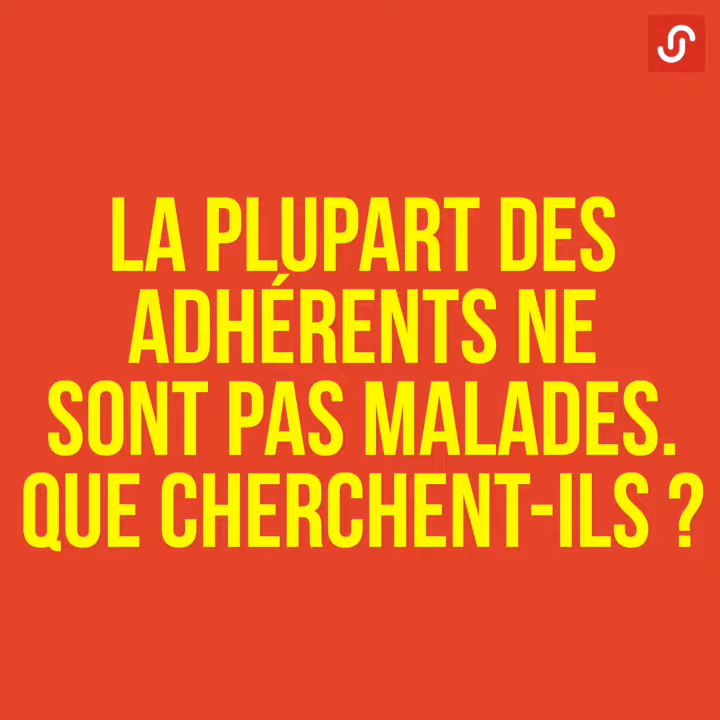 LA PLUPART DES
ADHÉRENTS NE
SONT PAS MALADES.
QUE CHERCHENT-ILS ?